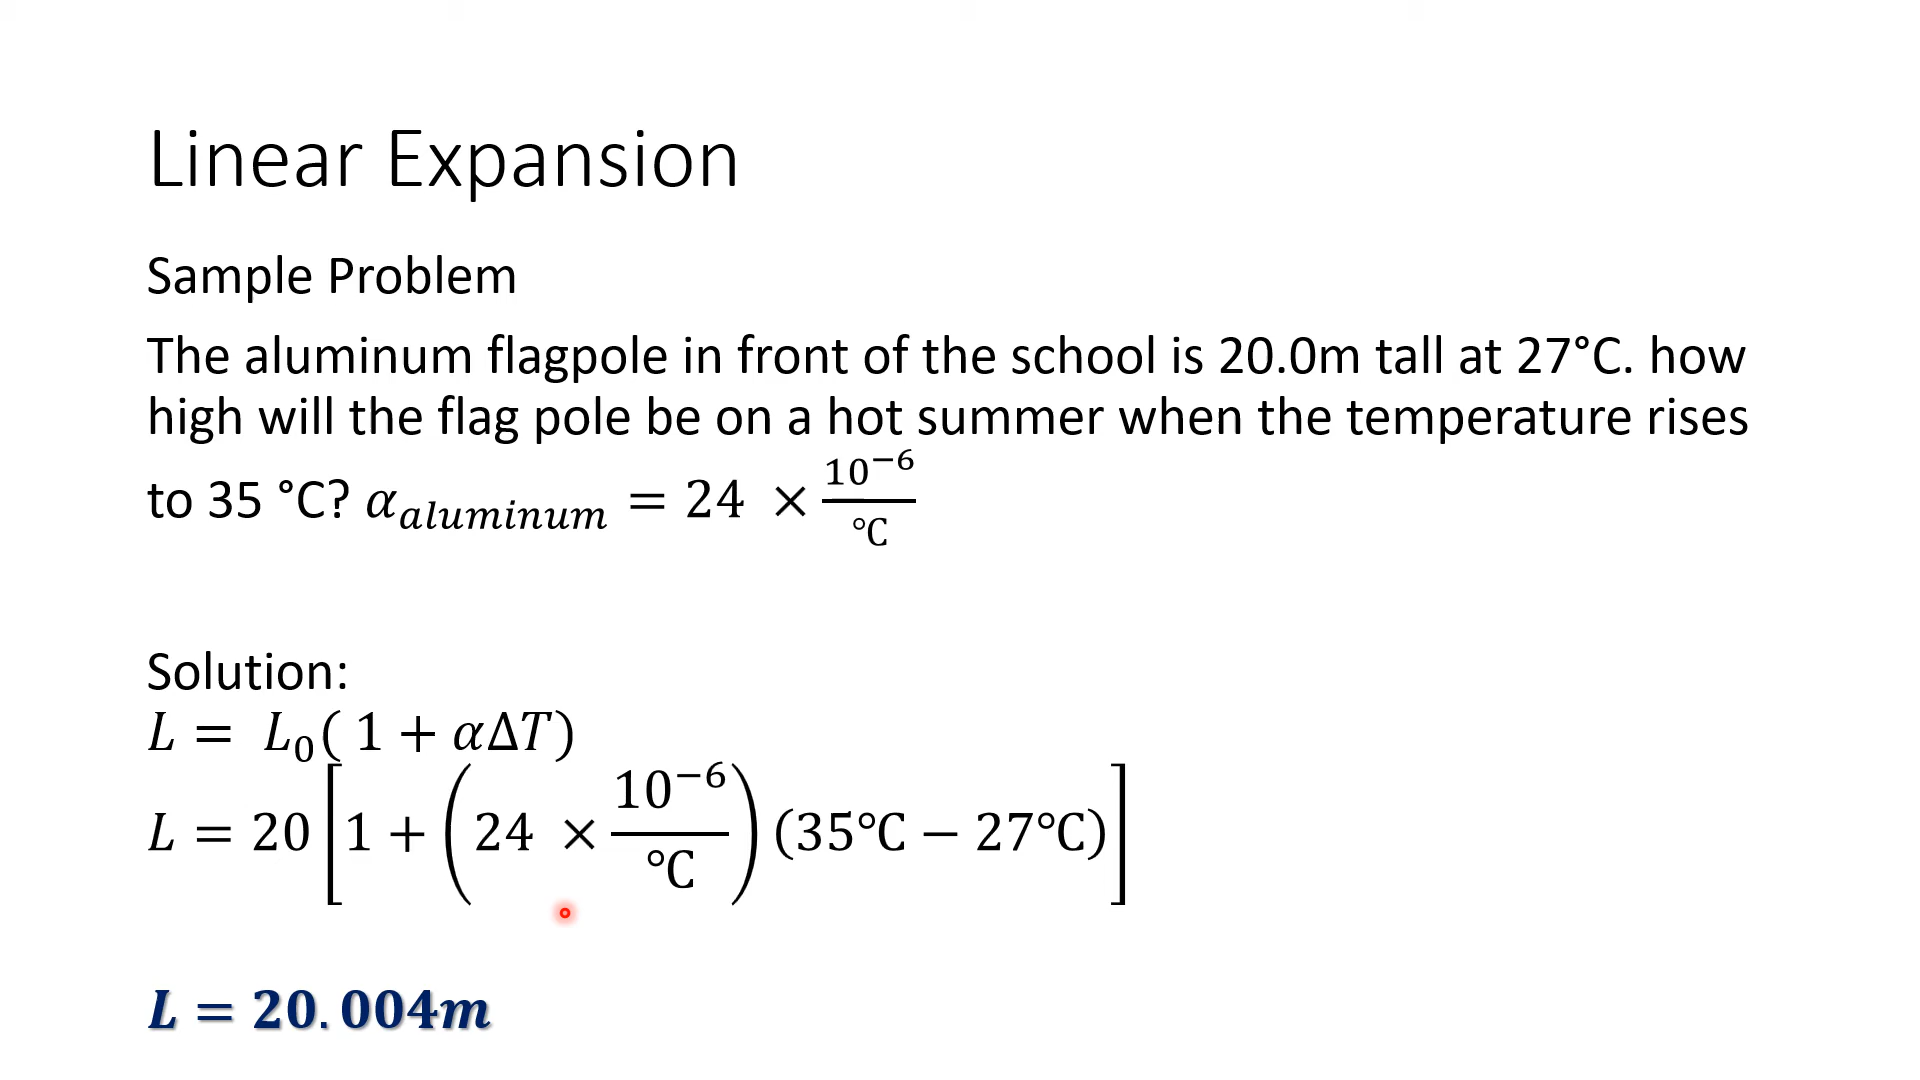 Linear Expansion
Sample Problem
The aluminum flagpole in front of the school is 20.0m tall at 27°C. how
high will the flag pole be on a hot summer when the temperature rises
to 35 °C? α_aluminum = 24 × 10⁻⁶/°C
Solution:
L = L₀( 1 + αΔT)
L = 20 [1 + (24 × 10⁻⁶/°C) (35°C − 27°C)]
L = 20.004m